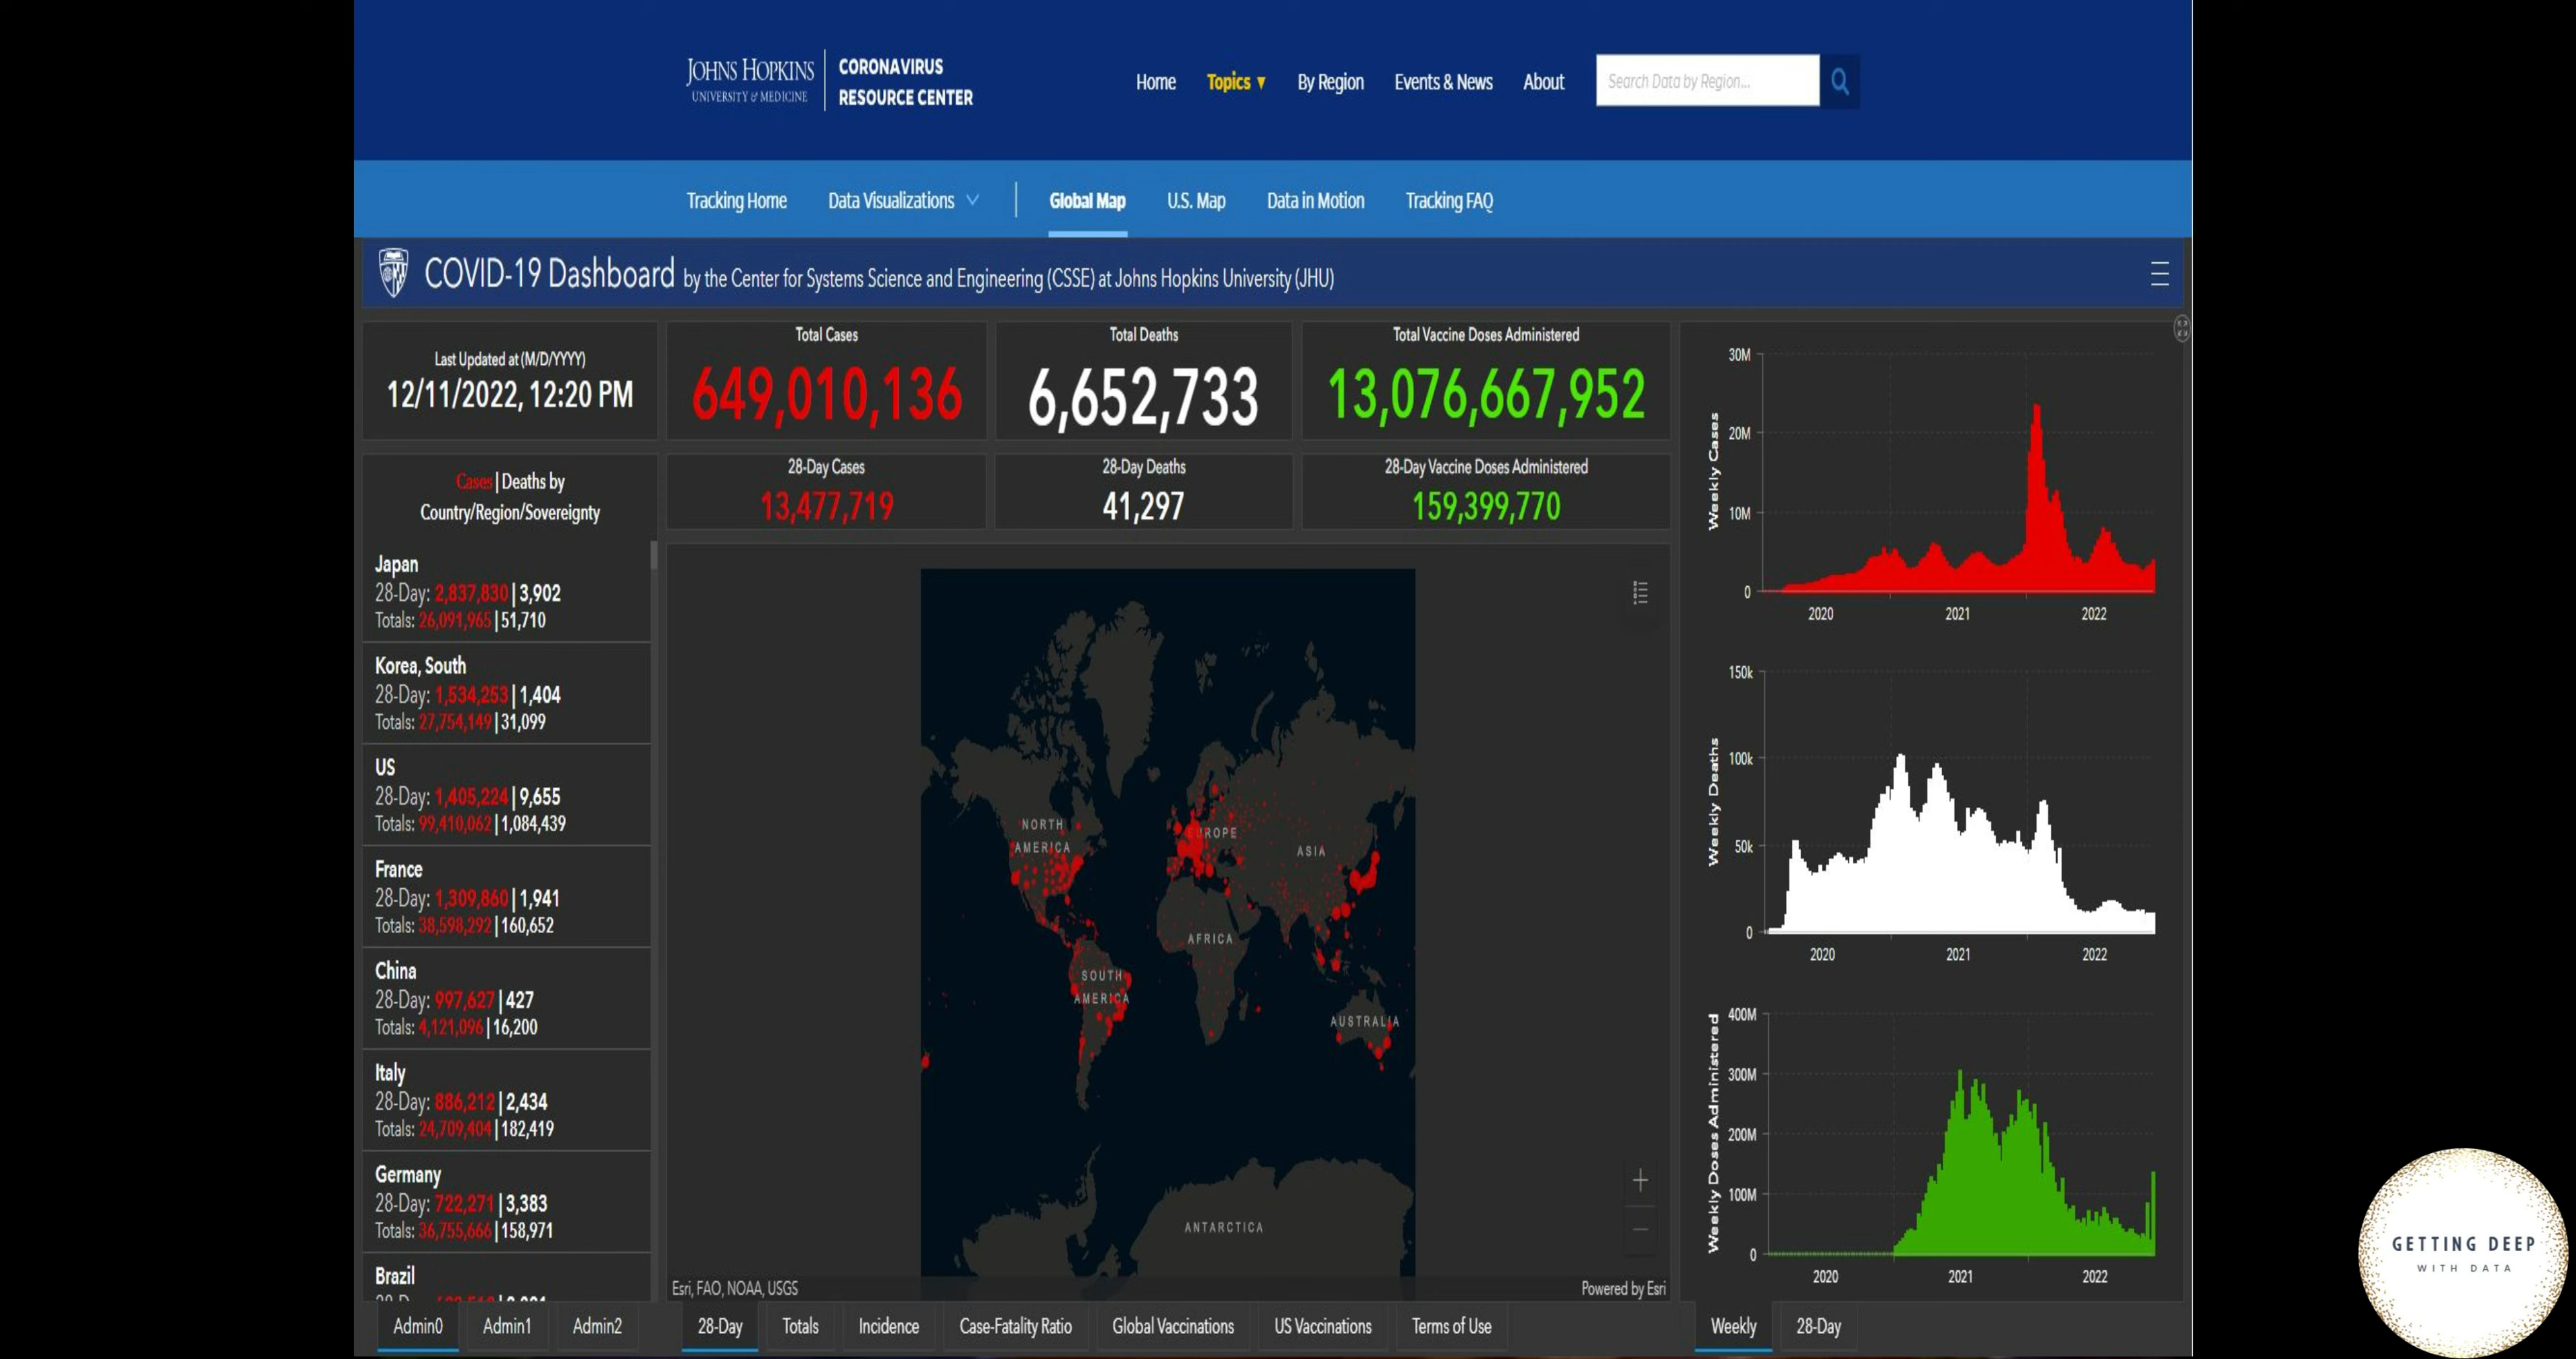 JOHNS HOPKINS
UNIVERSITY & MEDICINE
CORONAVIRUS
RESOURCE CENTER
Home
Topics ▼
By Region
Events & News
About
Search Data by Region...
Tracking Home
Data Visualizations
Global Map
U.S. Map
Data in Motion
Tracking FAQ
COVID-19 Dashboard by the Center for Systems Science and Engineering (CSSE) at Johns Hopkins University (JHU)
Last Updated at (M/D/YYYY)
12/11/2022, 12:20 PM
Total Cases
649,010,136
Total Deaths
6,652,733
Total Vaccine Doses Administered
13,076,667,952
28-Day Cases
13,477,719
28-Day Deaths
41,297
28-Day Vaccine Doses Administered
159,399,770
Cases | Deaths by
Country/Region/Sovereignty
Japan
28-Day: 2,837,830 | 3,902
Totals: 26,091,965 | 51,710
Korea, South
28-Day: 1,534,253 | 1,404
Totals: 27,754,149 | 31,099
US
28-Day: 1,405,224 | 9,655
Totals: 99,410,062 | 1,084,439
France
28-Day: 1,309,860 | 1,941
Totals: 38,598,292 | 160,652
China
28-Day: 997,627 | 427
Totals: 4,121,096 | 16,200
Italy
28-Day: 886,212 | 2,434
Totals: 24,709,404 | 182,419
Germany
28-Day: 722,271 | 3,383
Totals: 36,755,666 | 158,971
Brazil
Admin0
Admin1
Admin2
NORTH
AMERICA
EUROPE
ASIA
AFRICA
SOUTH
AMERICA
AUSTRALIA
ANTARCTICA
Esri, FAO, NOAA, USGS
Powered by Esri
28-Day
Totals
Incidence
Case-Fatality Ratio
Global Vaccinations
US Vaccinations
Terms of Use
Weekly Cases
30M
20M
10M
0
2020
2021
2022
Weekly Deaths
150k
100k
50k
0
2020
2021
2022
Weekly Doses Administered
400M
300M
200M
100M
0
2020
2021
2022
Weekly
28-Day
GETTING DEEP
WITH DATA